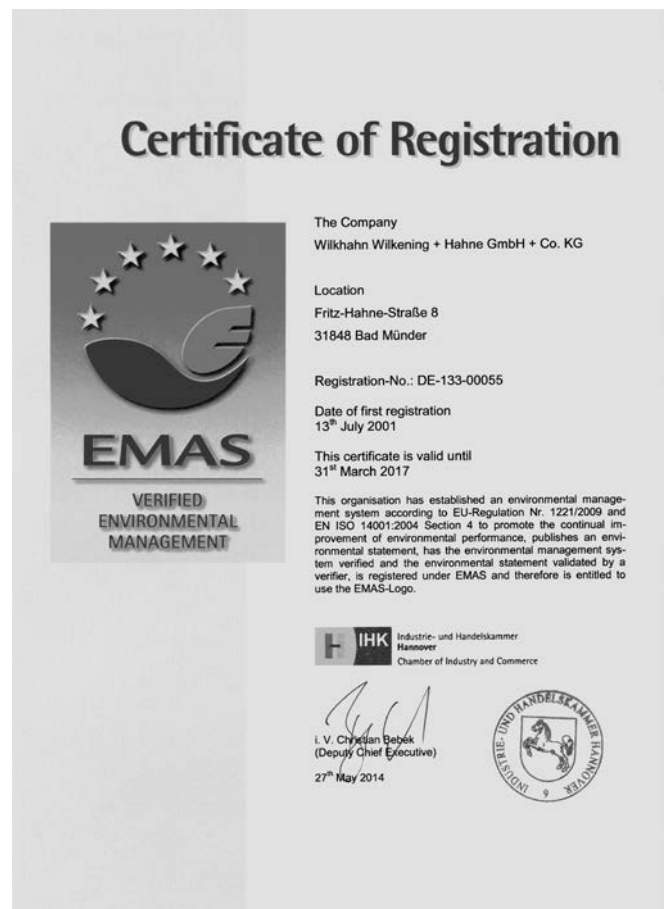 Certificate of Registration
The Company
Wilkhahn Wilkening + Hahne GmbH + Co. KG
Location
Fritz-Hahne-Straße 8
31848 Bad Münder
Registration-No.: DE-133-00055
Date of first registration
13th July 2001
This certificate is valid until
31st March 2017
This organisation has established an environmental manage-
ment system according to EU-Regulation Nr. 1221/2009 and
EN ISO 14001:2004 Section 4 to promote the continual im-
provement of environmental performance, publishes an envi-
ronmental statement, has the environmental management sys-
tem verified and the environmental statement validated by a
verifier, is registered under EMAS and therefore is entitled to
use the EMAS-Logo.
EMAS
VERIFIED
ENVIRONMENTAL
MANAGEMENT
IHK
Industrie- und Handelskammer
Hannover
Chamber of Industry and Commerce
i. V. Christian Bebek
(Deputy Chief Executive)
27th May 2014
INDUSTRIE- UND HANDELSKAMMER HANNOVER
9